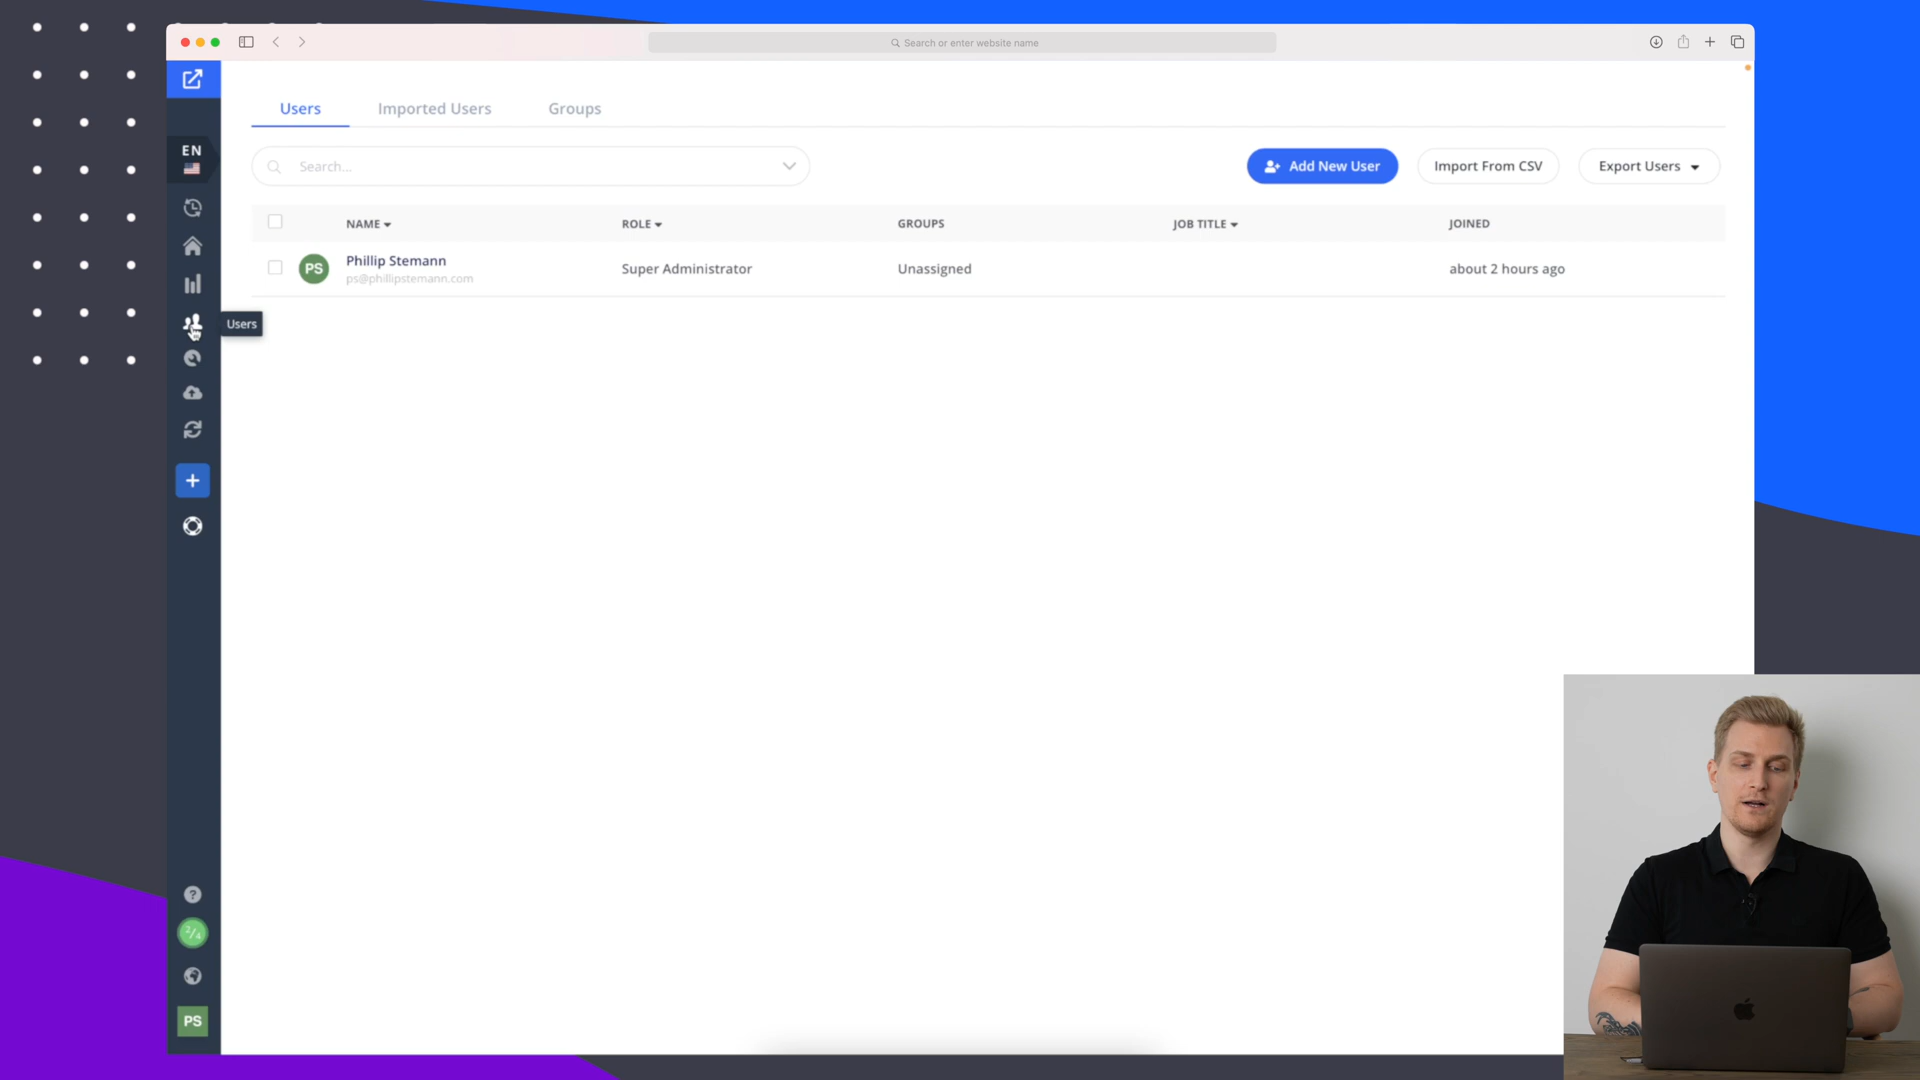 Search or enter website name
Users
Imported Users
Groups
EN
Search...
Add New User
Import From CSV
Export Users
NAME
ROLE
GROUPS
JOB TITLE
JOINED
PS
Phillip Stemann
ps@phillipstemann.com
Super Administrator
Unassigned
about 2 hours ago
Users
?
2/4
PS